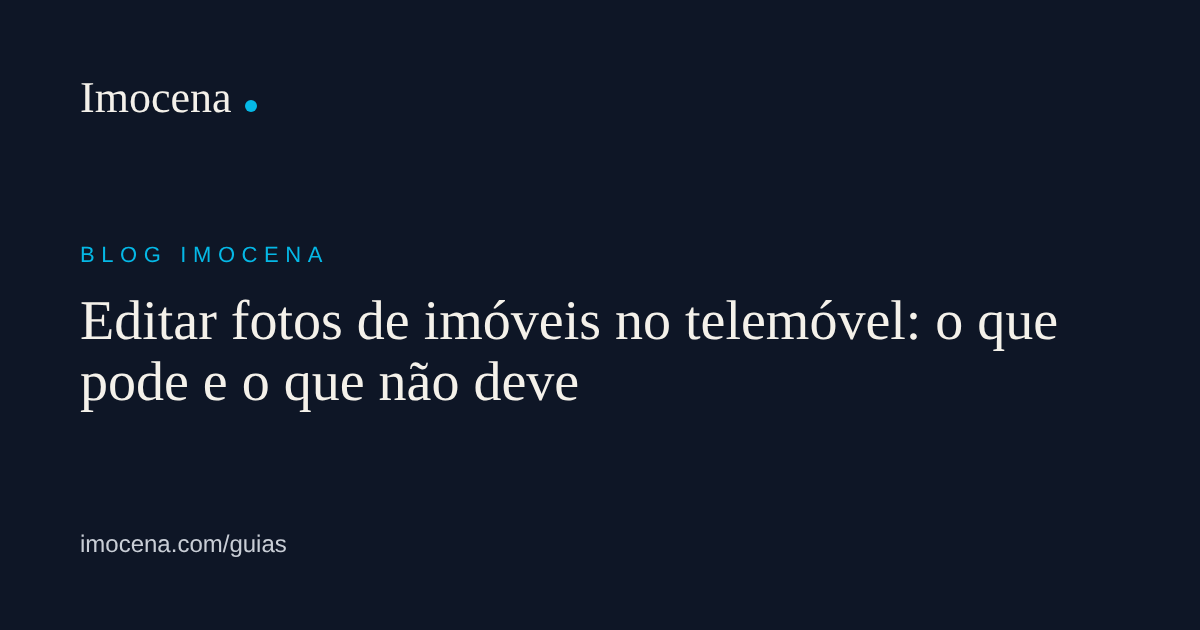 Imocena
BLOG IMOCENA
Editar fotos de imóveis no telemóvel: o que
pode e o que não deve
imocena.com/guias